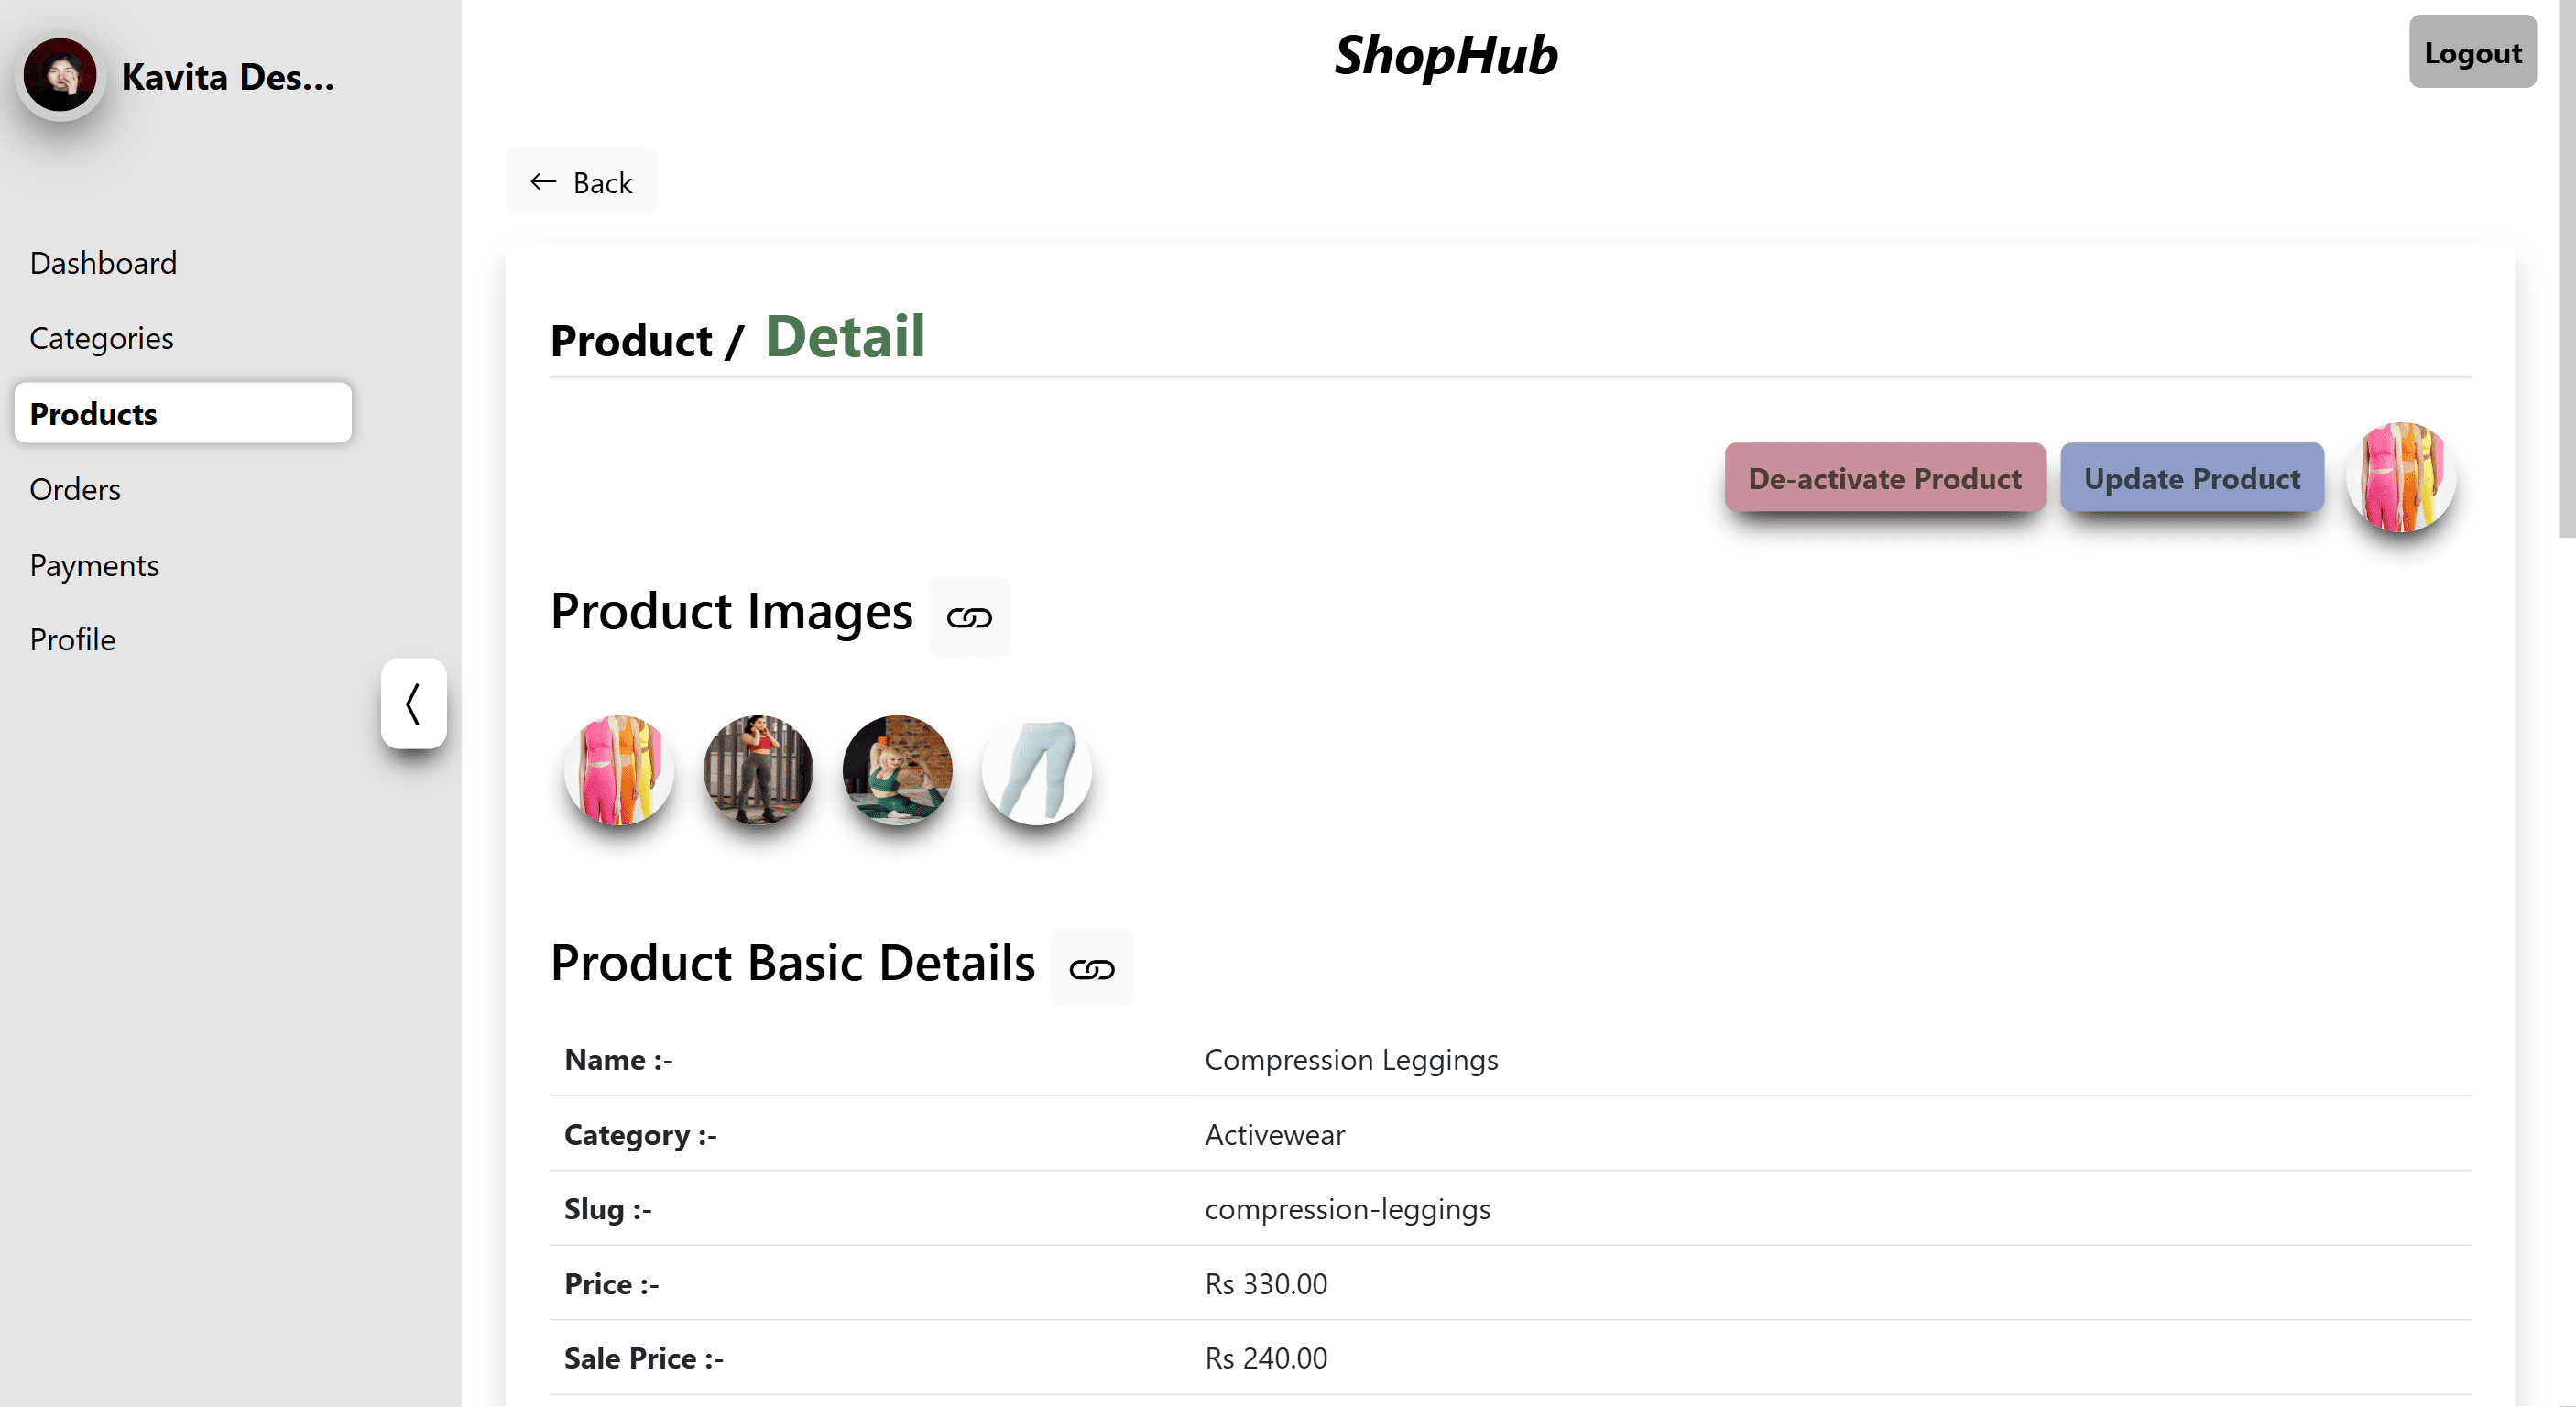 Kavita Des...
ShopHub
Logout
Back
Dashboard
Categories
Products
Orders
Payments
Profile
Product / Detail
De-activate Product
Update Product
Product Images
Product Basic Details
Name :- Compression Leggings
Category :- Activewear
Slug :- compression-leggings
Price :- Rs 330.00
Sale Price :- Rs 240.00